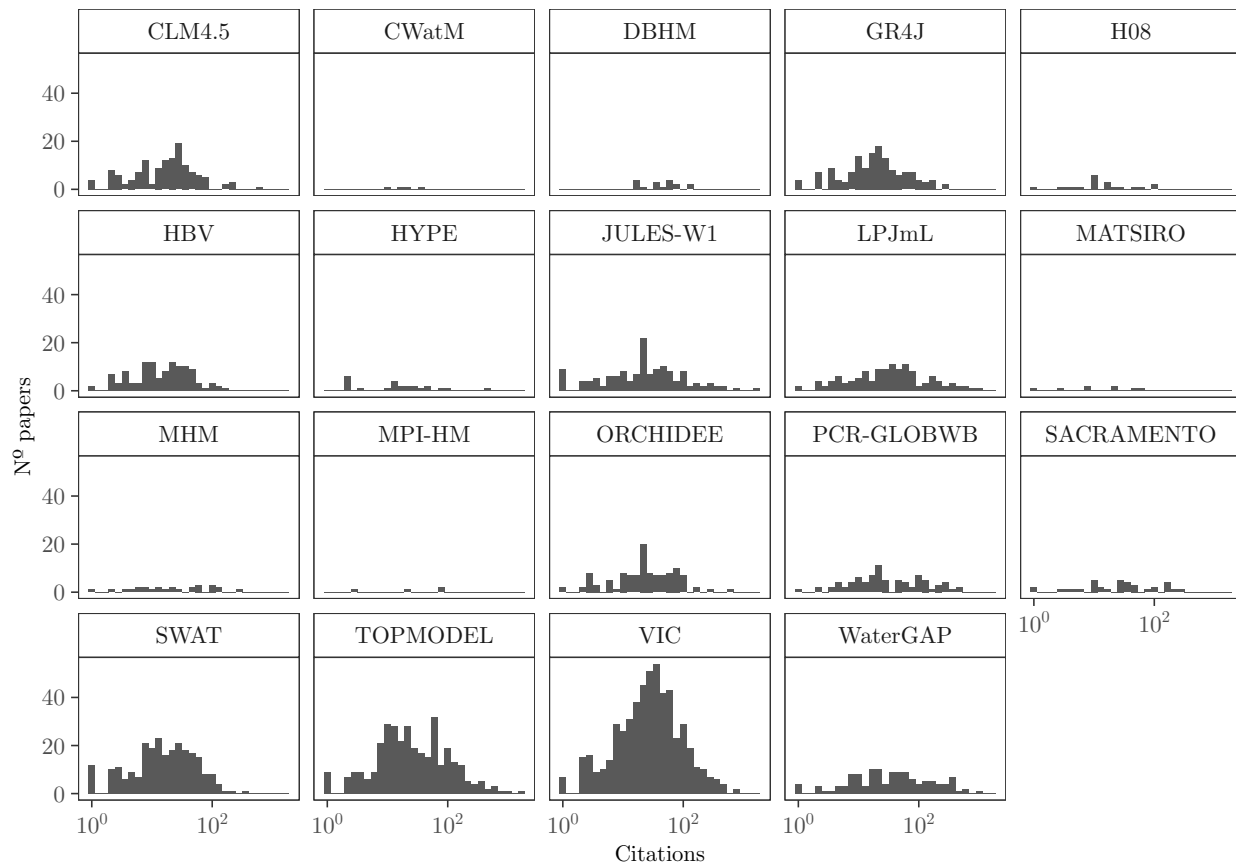 CLM4.5 CWatM DBHM GR4J H08
40
20
0
HBV HYPE JULES-W1 LPJmL MATSIRO
40
20
0
Nº papers
MHM MPI-HM ORCHIDEE PCR-GLOBWB SACRAMENTO
40
20
0
10⁰ 10²
SWAT TOPMODEL VIC WaterGAP
40
20
0
10⁰ 10² 10⁰ 10² 10⁰ 10² 10⁰ 10²
Citations